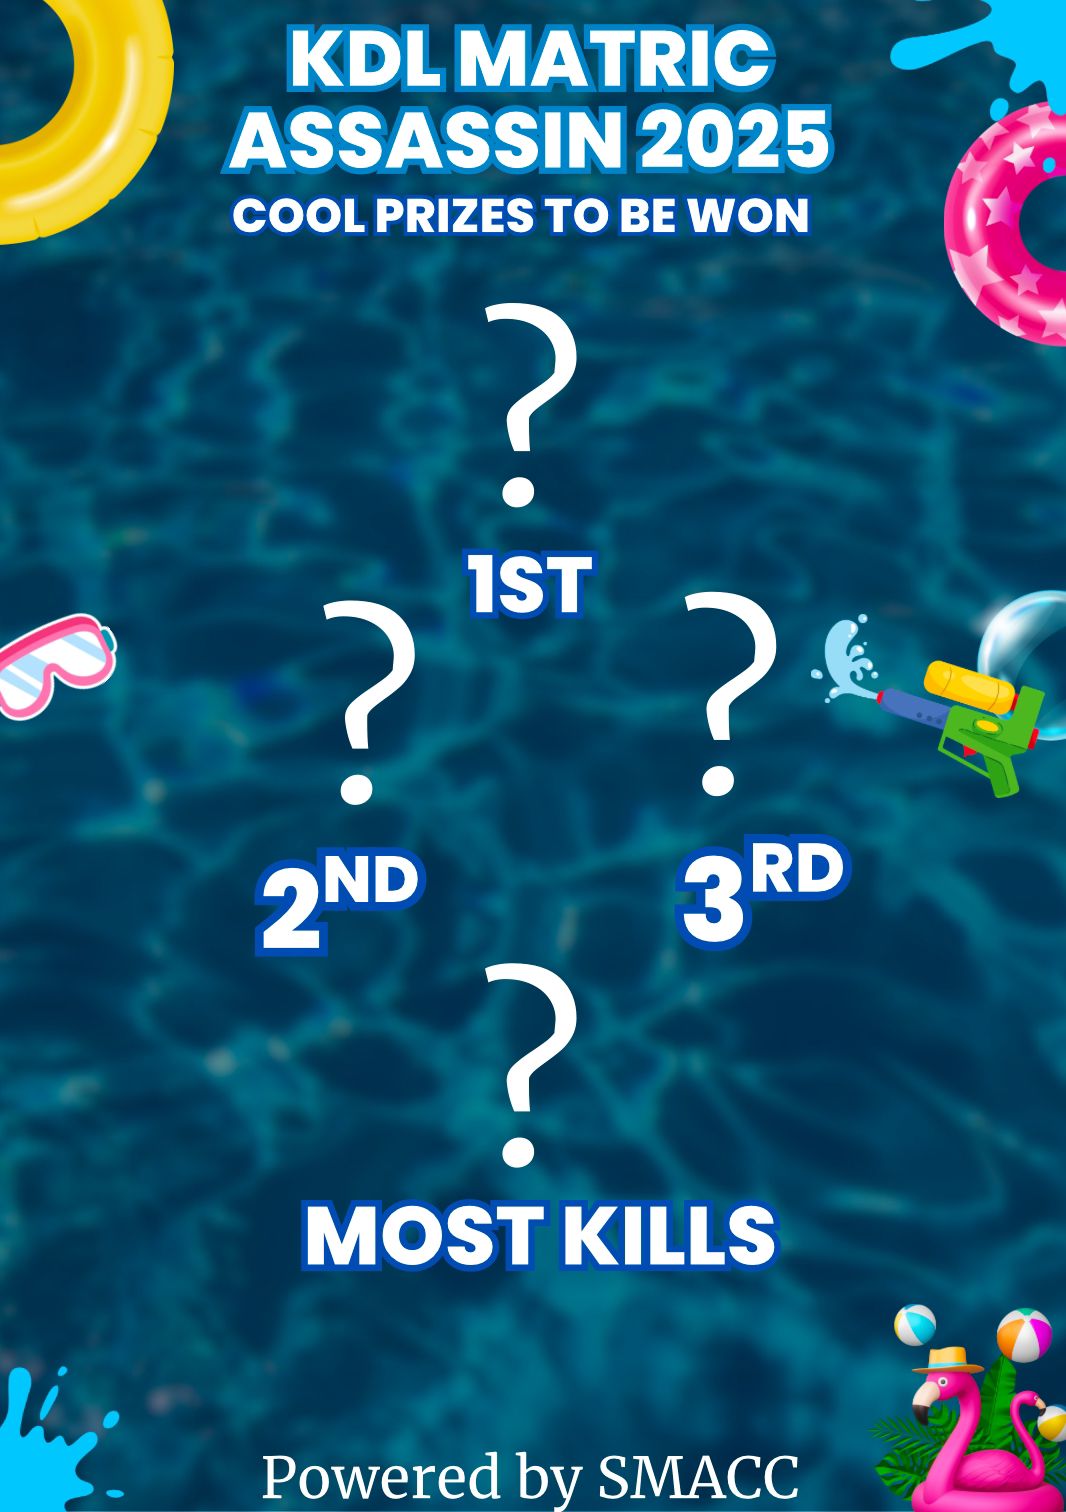 KDL MATRIC
ASSASSIN 2025
COOL PRIZES TO BE WON
?
1ST
? ?
2ND 3RD
?
MOST KILLS
Powered by SMACC